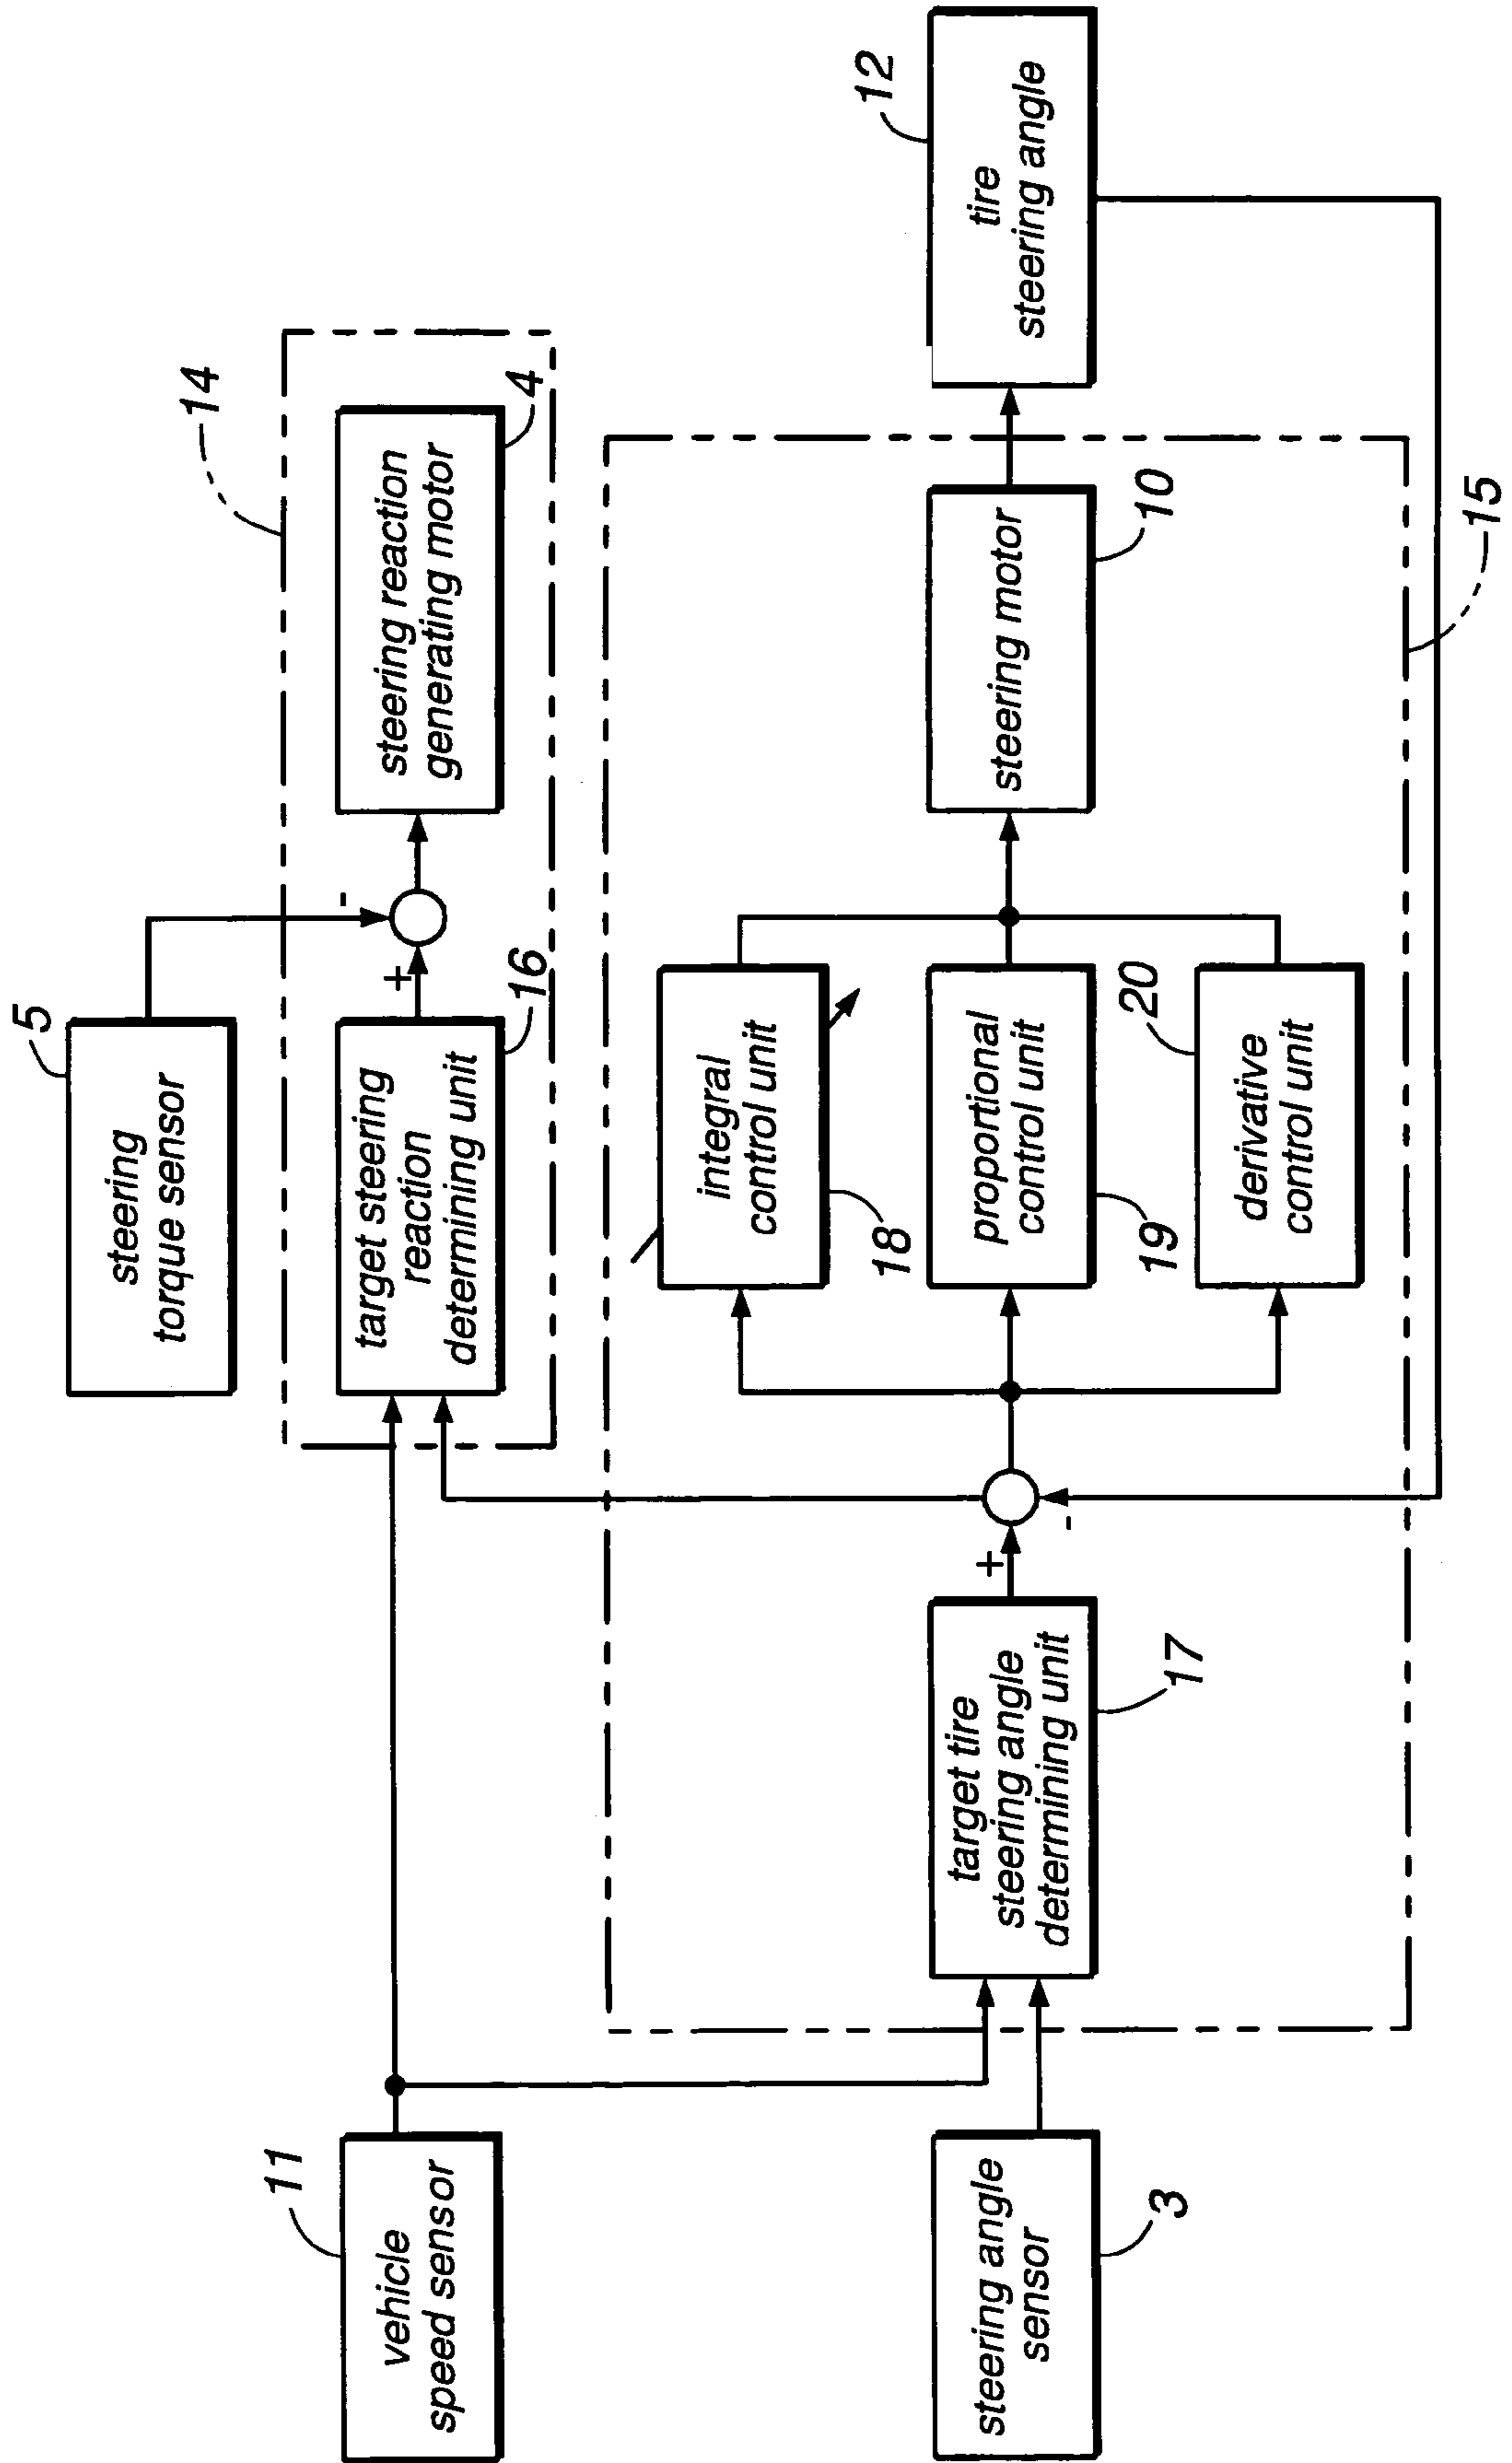 5
steering
torque sensor
14
target steering
reaction
determining unit
16
+
-
steering reaction
generating motor
4
11
vehicle
speed sensor
steering angle
sensor
3
target tire
steering angle
determining unit
17
+
-
integral
control unit
18
proportional
control unit
19
derivative
control unit
20
steering motor
10
15
12
tire
steering angle